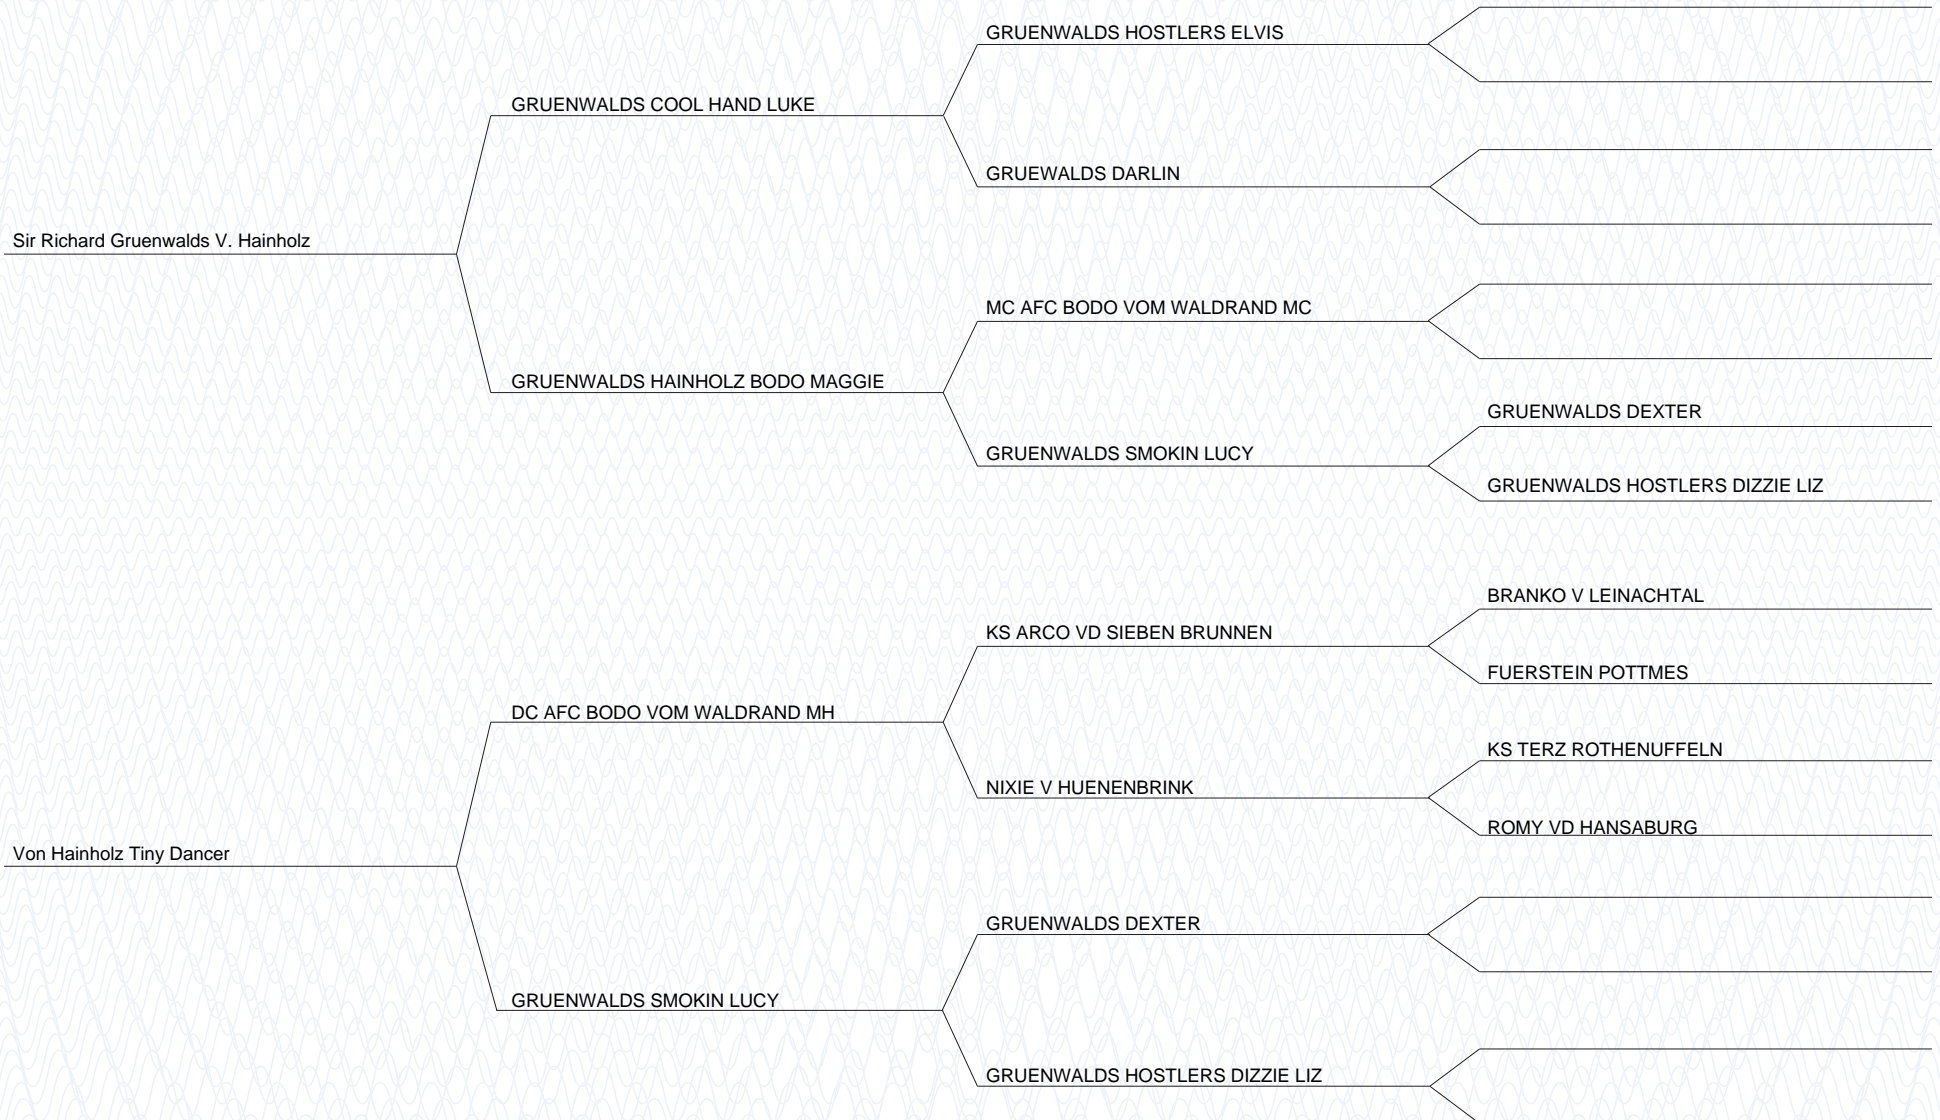 GRUENWALDS HOSTLERS ELVIS
GRUENWALDS COOL HAND LUKE
GRUEWALDS DARLIN
Sir Richard Gruenwalds V. Hainholz
MC AFC BODO VOM WALDRAND MC
GRUENWALDS HAINHOLZ BODO MAGGIE
GRUENWALDS DEXTER
GRUENWALDS SMOKIN LUCY
GRUENWALDS HOSTLERS DIZZIE LIZ
BRANKO V LEINACHTAL
KS ARCO VD SIEBEN BRUNNEN
FUERSTEIN POTTMES
DC AFC BODO VOM WALDRAND MH
KS TERZ ROTHENUFFELN
NIXIE V HUENENBRINK
ROMY VD HANSABURG
Von Hainholz Tiny Dancer
GRUENWALDS DEXTER
GRUENWALDS SMOKIN LUCY
GRUENWALDS HOSTLERS DIZZIE LIZ